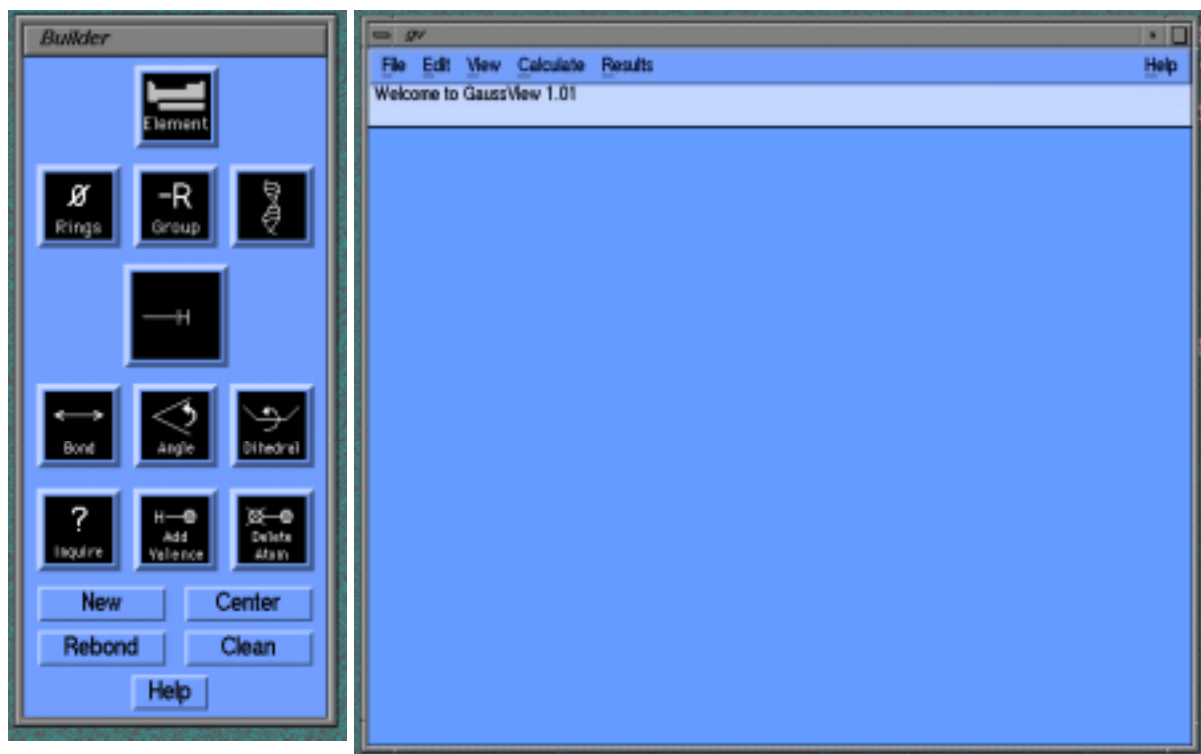 Builder
Element
Ø Rings
-R Group
H
Bond
Angle
Dihedral
? Inquire
H Add Valence
Delete Atom
New
Center
Rebond
Clean
Help
gv
File Edit View Calculate Results Help
Welcome to GaussView 1.01